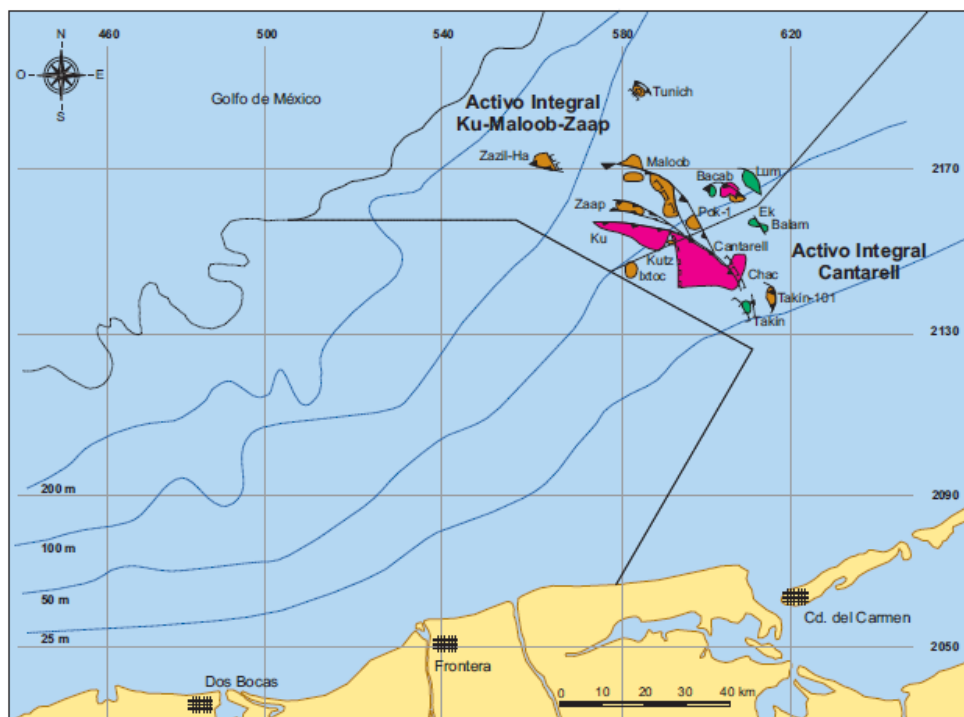 460
500
540
580
620
N
O
E
S
Golfo de México
Activo Integral
Ku-Maloob-Zaap
Tunich
Zazil-Ha
Maloob
2170
Lum
Bacab
Zaap
Pok-1
Ek
Balam
Ku
Cantarell
Activo Integral
Cantarell
Kutz
Ixtoc
Chac
Takín-101
Takín
2130
200 m
2090
100 m
50 m
25 m
Cd. del Carmen
2050
Frontera
Dos Bocas
0 10 20 30 40 km